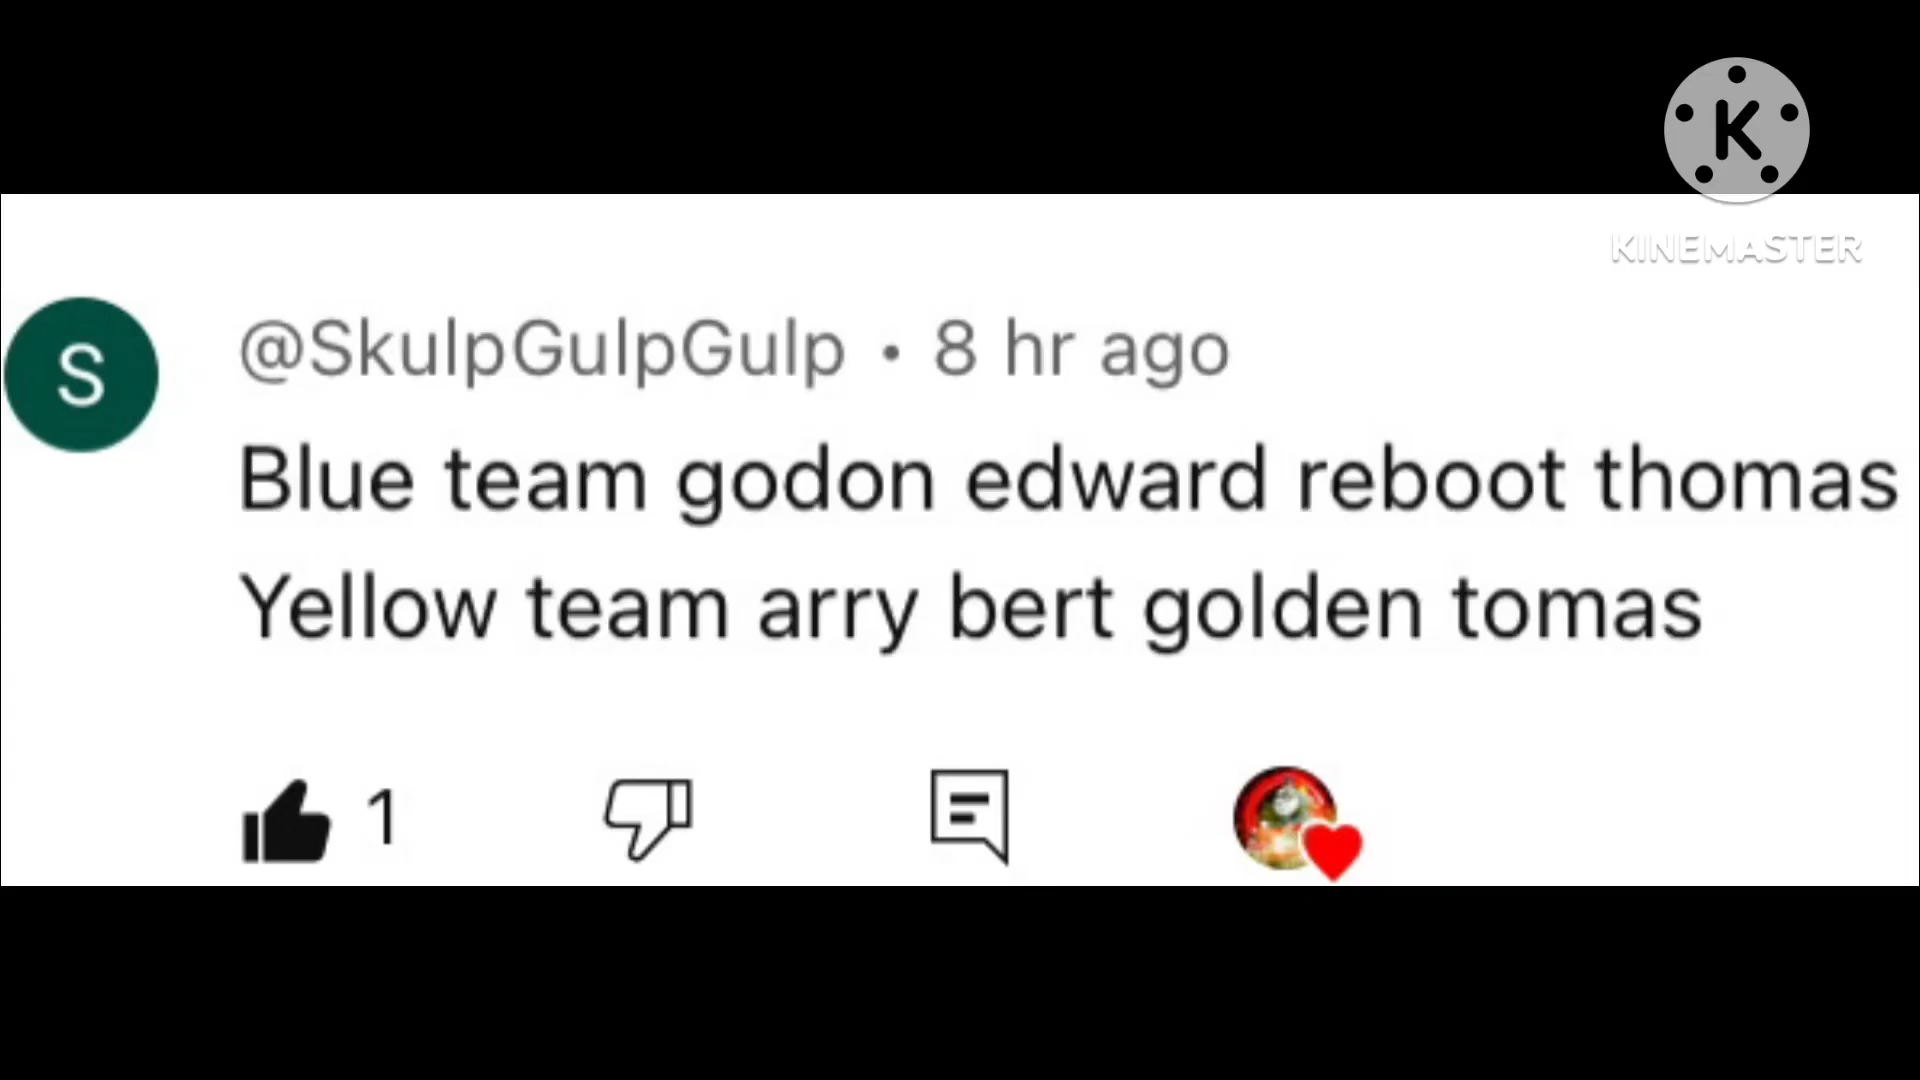 K
KINEMASTER
S
@SkulpGulpGulp • 8 hr ago
Blue team godon edward reboot thomas
Yellow team arry bert golden tomas
1